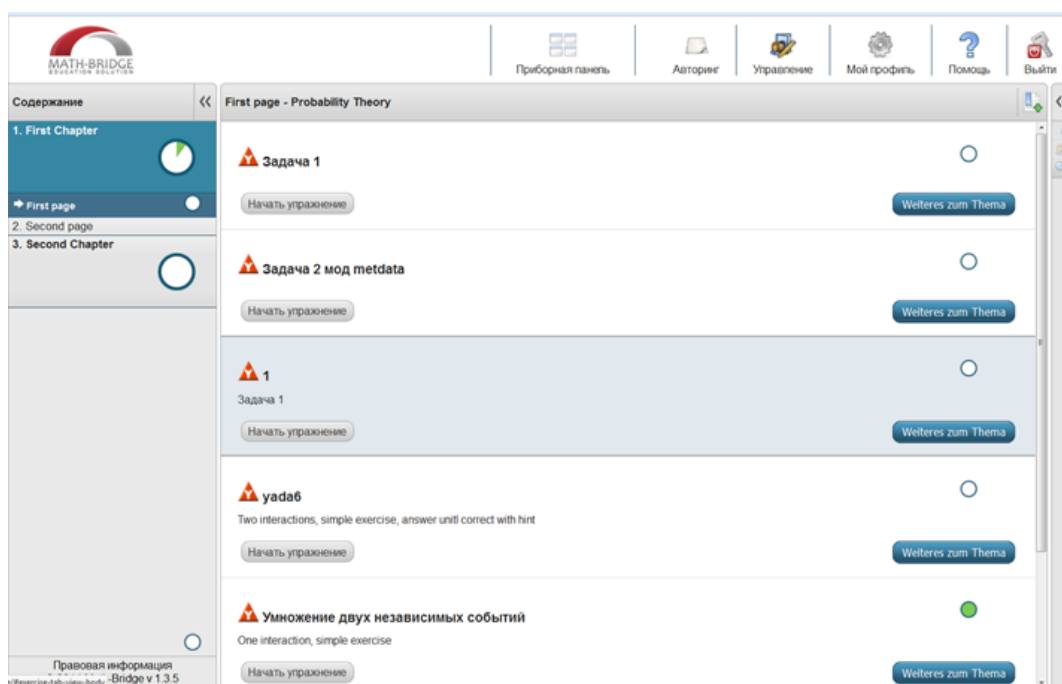 MATH-BRIDGE
EDUCATION SOLUTION
Приборная панель
Авторинг
Управление
Мой профиль
Помощь
Выйти
Содержание
First page - Probability Theory
1. First Chapter
First page
2. Second page
3. Second Chapter
Задача 1
Начать упражнение
Weiteres zum Thema
Задача 2 мод metdata
Начать упражнение
Weiteres zum Thema
1
Задача 1
Начать упражнение
Weiteres zum Thema
yada6
Two interactions, simple exercise, answer unitl correct with hint
Начать упражнение
Weiteres zum Thema
Умножение двух независимых событий
One interaction, simple exercise
Начать упражнение
Weiteres zum Thema
Правовая информация
-Bridge v 1.3.5